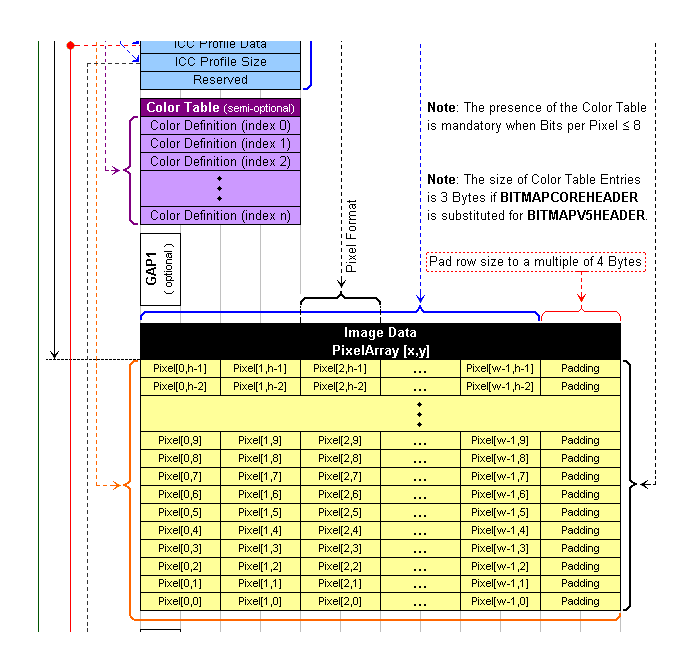 ICC Profile Data
ICC Profile Size
Reserved
Color Table (semi-optional)
Color Definition (index 0)
Color Definition (index 1)
Color Definition (index 2)
Color Definition (index n)
Note: The presence of the Color Table
is mandatory when Bits per Pixel ≤ 8
Note: The size of Color Table Entries
is 3 Bytes if BITMAPCOREHEADER
is substituted for BITMAPV5HEADER.
GAP1
(optional)
Pixel Format
Pad row size to a multiple of 4 Bytes
Image Data
PixelArray [x,y]
Pixel[0,h-1] Pixel[1,h-1] Pixel[2,h-1] ... Pixel[w-1,h-1] Padding
Pixel[0,h-2] Pixel[1,h-2] Pixel[2,h-2] ... Pixel[w-1,h-2] Padding
Pixel[0,9] Pixel[1,9] Pixel[2,9] ... Pixel[w-1,9] Padding
Pixel[0,8] Pixel[1,8] Pixel[2,8] ... Pixel[w-1,8] Padding
Pixel[0,7] Pixel[1,7] Pixel[2,7] ... Pixel[w-1,7] Padding
Pixel[0,6] Pixel[1,6] Pixel[2,6] ... Pixel[w-1,6] Padding
Pixel[0,5] Pixel[1,5] Pixel[2,5] ... Pixel[w-1,5] Padding
Pixel[0,4] Pixel[1,4] Pixel[2,4] ... Pixel[w-1,4] Padding
Pixel[0,3] Pixel[1,3] Pixel[2,3] ... Pixel[w-1,3] Padding
Pixel[0,2] Pixel[1,2] Pixel[2,2] ... Pixel[w-1,2] Padding
Pixel[0,1] Pixel[1,1] Pixel[2,1] ... Pixel[w-1,1] Padding
Pixel[0,0] Pixel[1,0] Pixel[2,0] ... Pixel[w-1,0] Padding